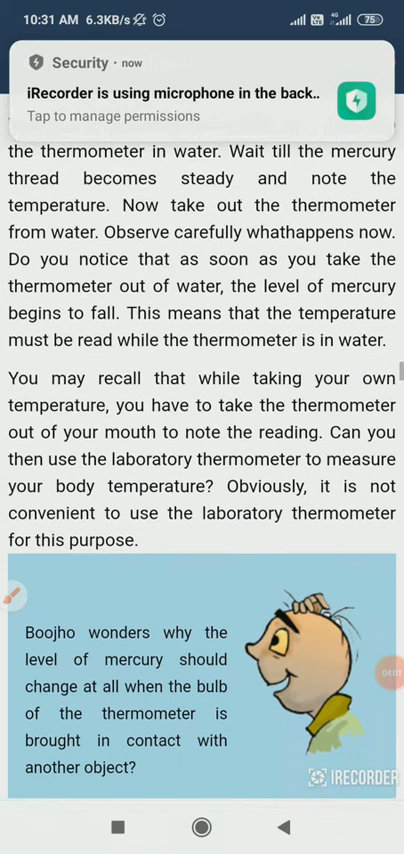 10:31 AM 6.3KB/s
4G
75
Security · now
iRecorder is using microphone in the back..
Tap to manage permissions
the thermometer in water. Wait till the mercury
thread becomes steady and note the
temperature. Now take out the thermometer
from water. Observe carefully whathappens now.
Do you notice that as soon as you take the
thermometer out of water, the level of mercury
begins to fall. This means that the temperature
must be read while the thermometer is in water.
You may recall that while taking your own
temperature, you have to take the thermometer
out of your mouth to note the reading. Can you
then use the laboratory thermometer to measure
your body temperature? Obviously, it is not
convenient to use the laboratory thermometer
for this purpose.
Boojho wonders why the
level of mercury should
change at all when the bulb
of the thermometer is
brought in contact with
another object?
04:01
IRECORDER